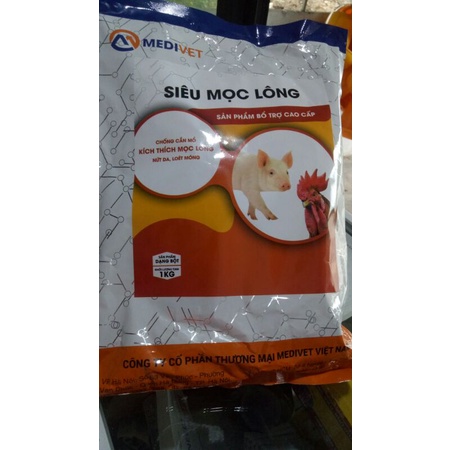 MEDIVET
SIÊU MỌC LÔNG
SẢN PHẨM BỔ TRỢ CAO CẤP
CHỐNG CẮN MỔ
KÍCH THÍCH MỌC LÔNG
NỨT DA, LOÉT MÓNG
SẢN PHẨM
DẠNG BỘT
1KG
CÔNG TY CỔ PHẦN THƯƠNG MẠI MEDIVET VIỆT NA